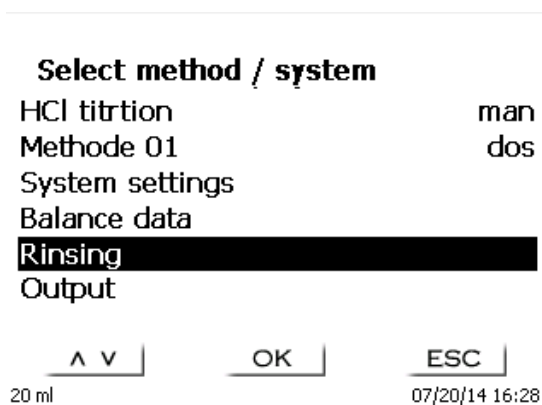 Select method / system
HCl titrtion man
Methode 01 dos
System settings
Balance data
Rinsing
Output
∧ ∨ OK ESC
20 ml 07/20/14 16:28